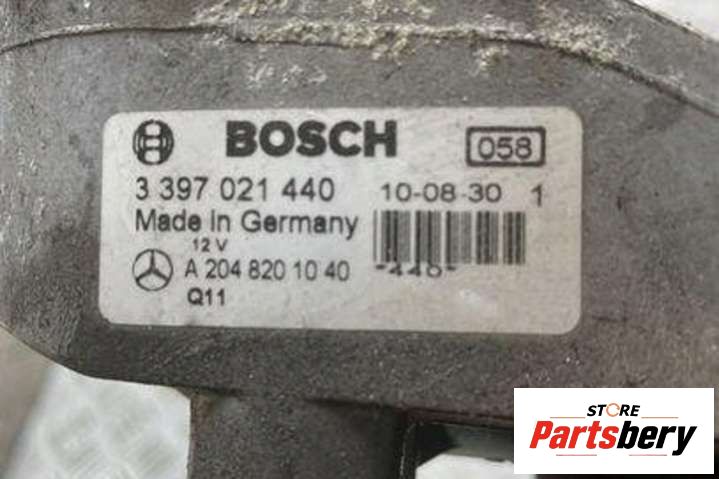 BOSCH 058
3 397 021 440 10-08-30 1
Made In Germany
12 V
A 204 820 10 40 -440-
Q11
STORE
Partsbery